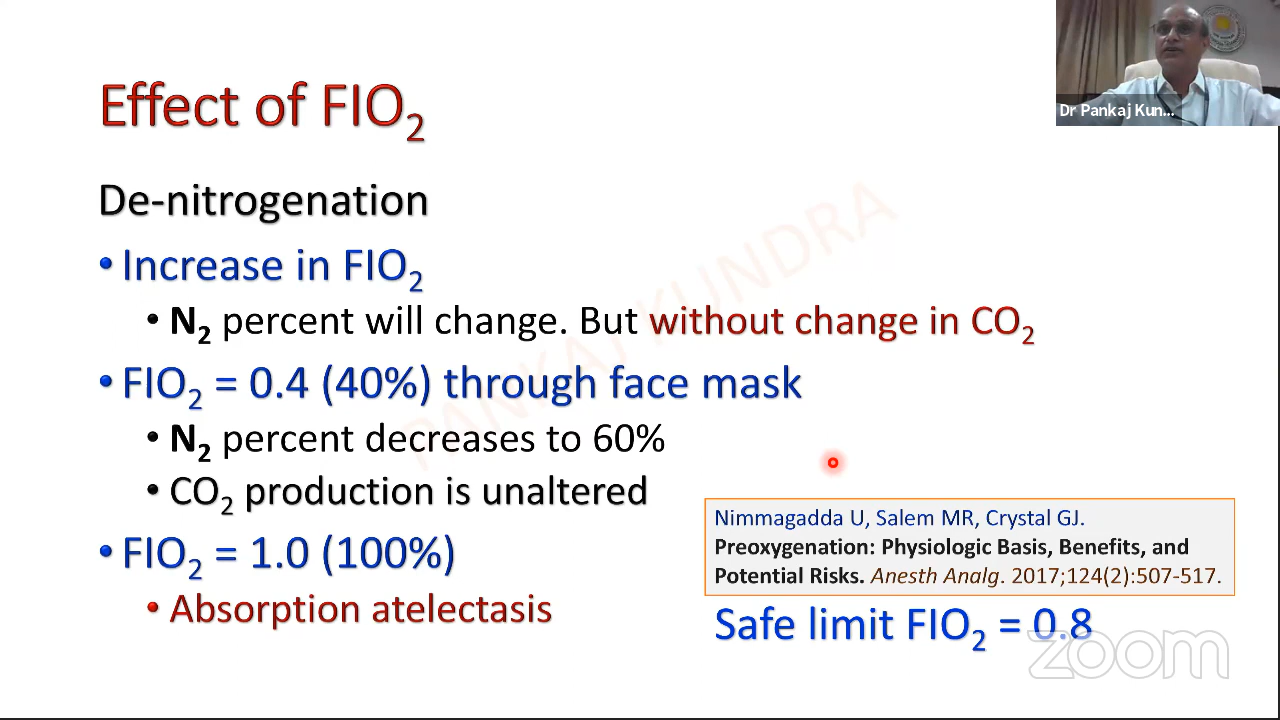 Effect of FIO₂
Dr Pankaj Kun...
De-nitrogenation
• Increase in FIO₂
• N₂ percent will change. But without change in CO₂
PANKAJ KUNDRA
• FIO₂ = 0.4 (40%) through face mask
• N₂ percent decreases to 60%
• CO₂ production is unaltered
• FIO₂ = 1.0 (100%)
• Absorption atelectasis
Nimmagadda U, Salem MR, Crystal GJ.
Preoxygenation: Physiologic Basis, Benefits, and
Potential Risks. Anesth Analg. 2017;124(2):507-517.
Safe limit FIO₂ = 0.8
zoom